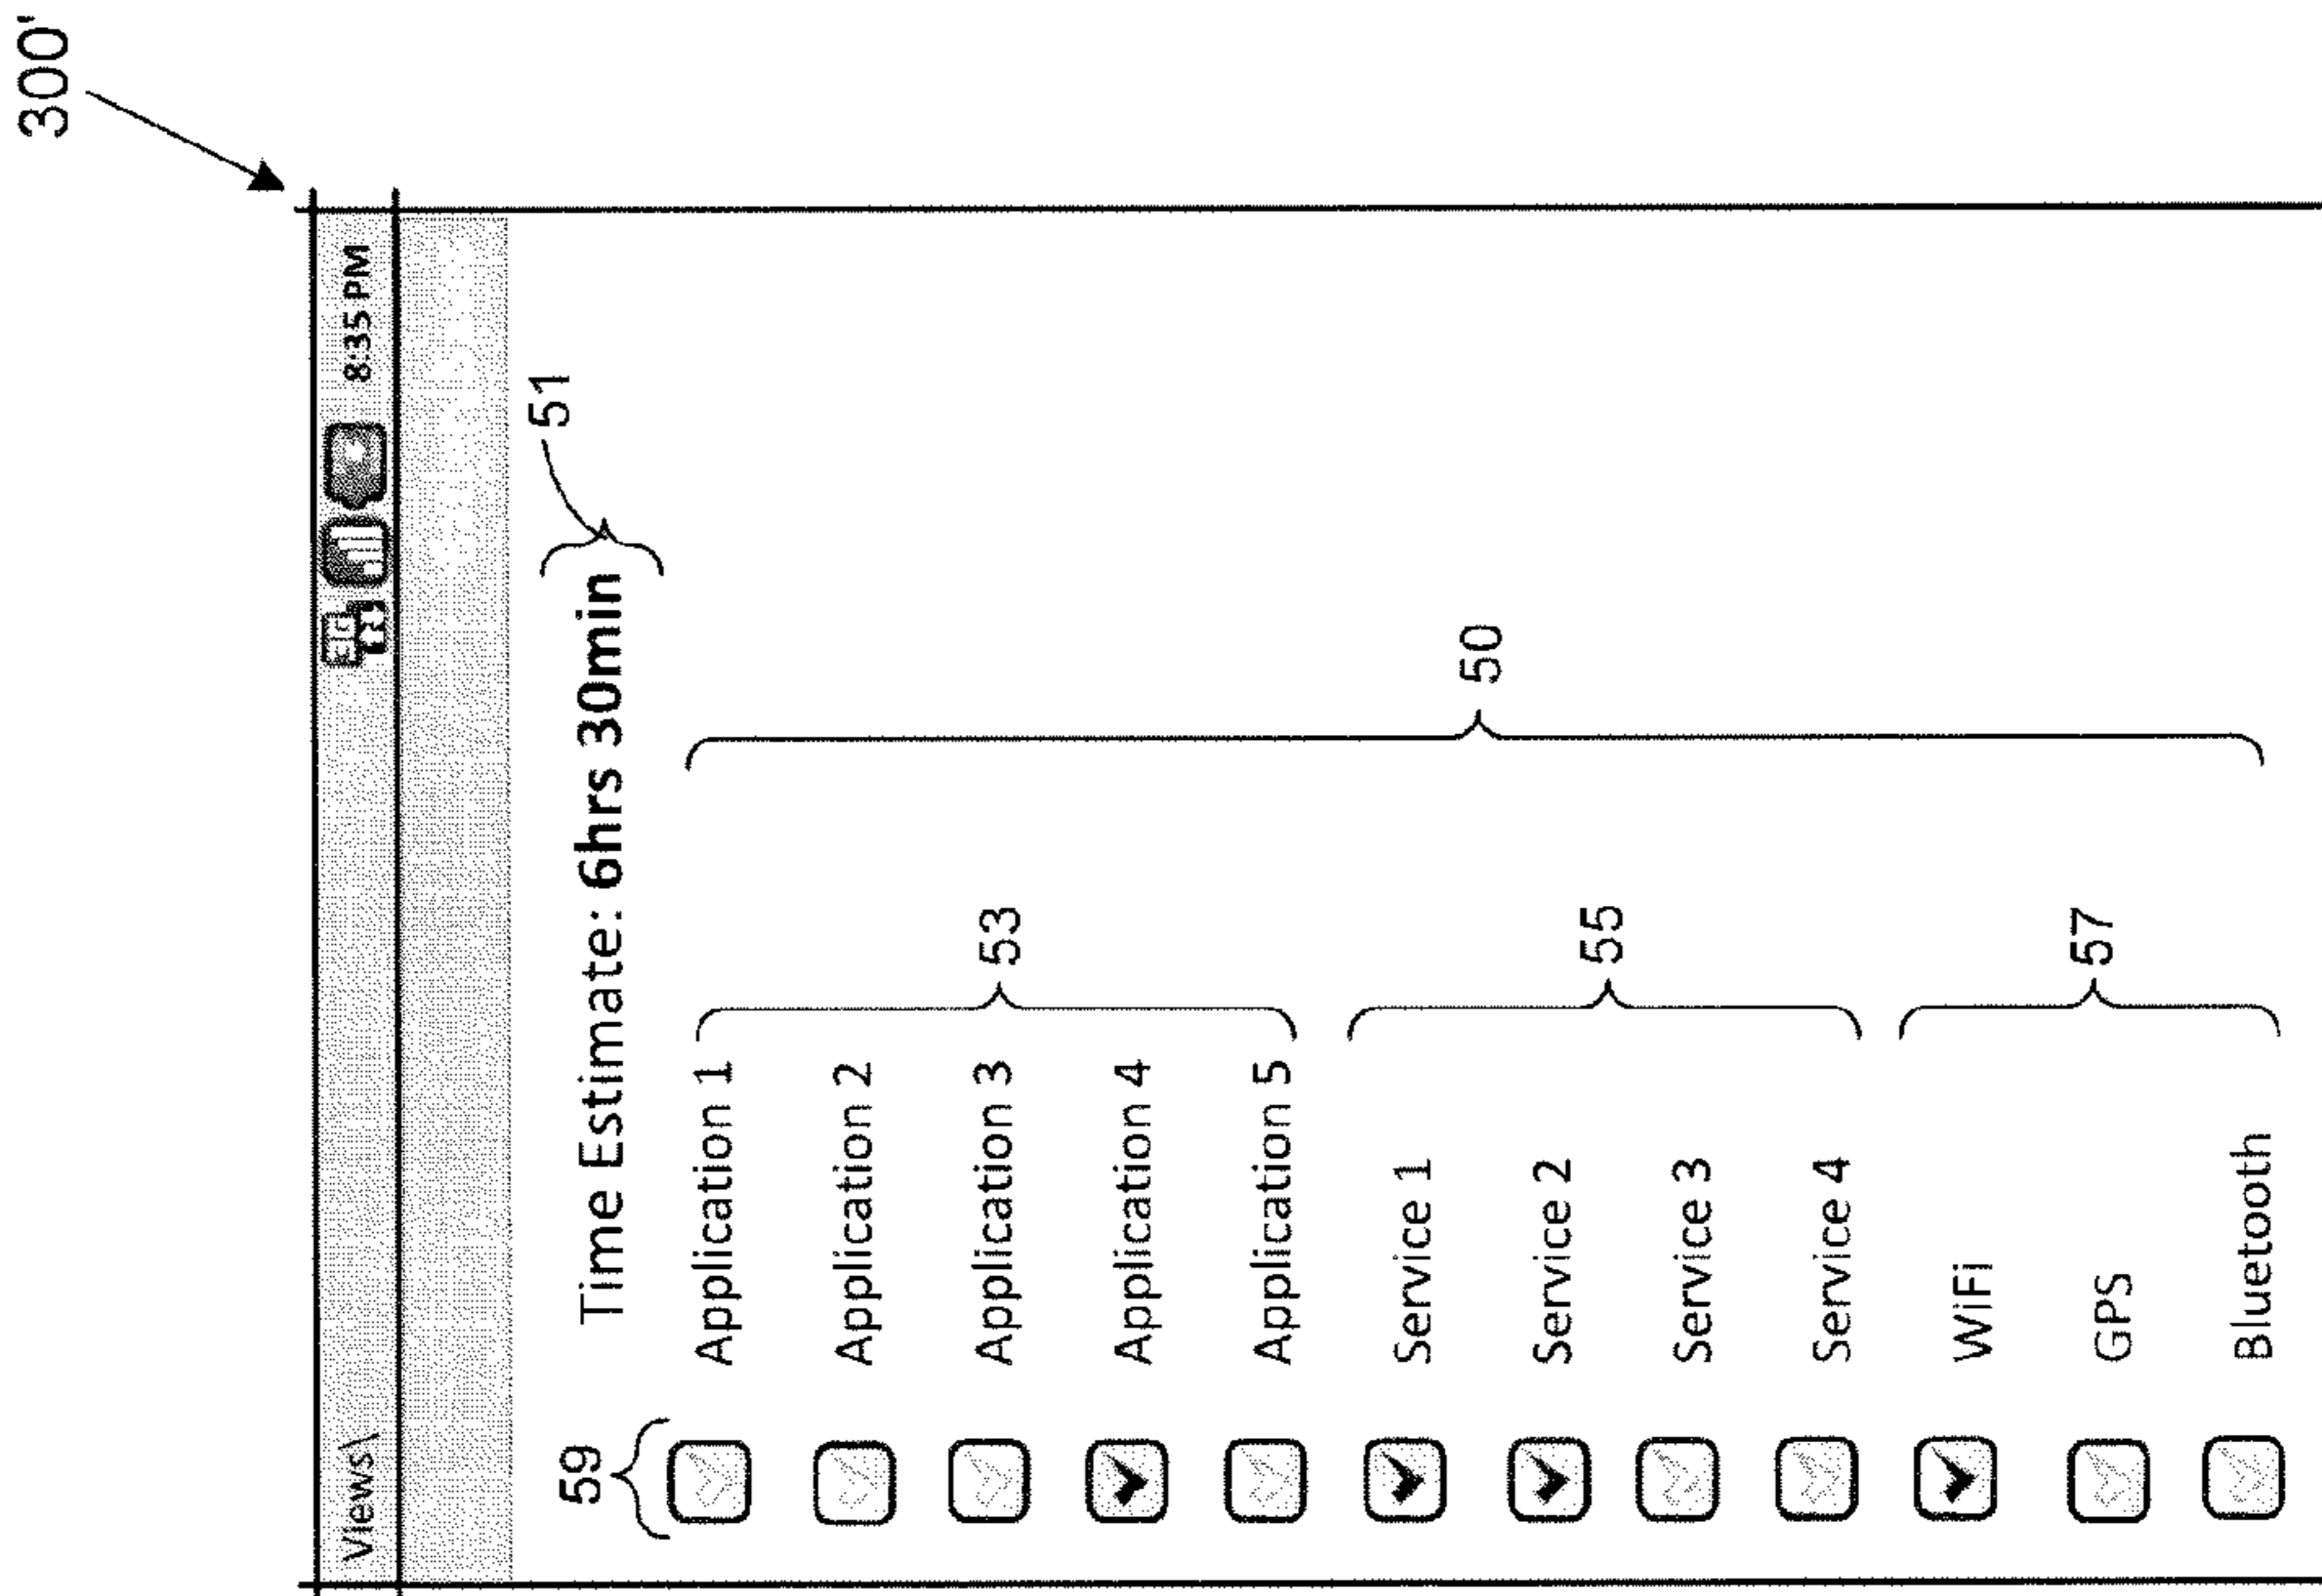 300'
Views\ 8:35 PM
51
Time Estimate: 6hrs 30min
59
Application 1
Application 2
Application 3
53
Application 4
Application 5
50
Service 1
Service 2
55
Service 3
Service 4
WiFi
GPS
57
Bluetooth